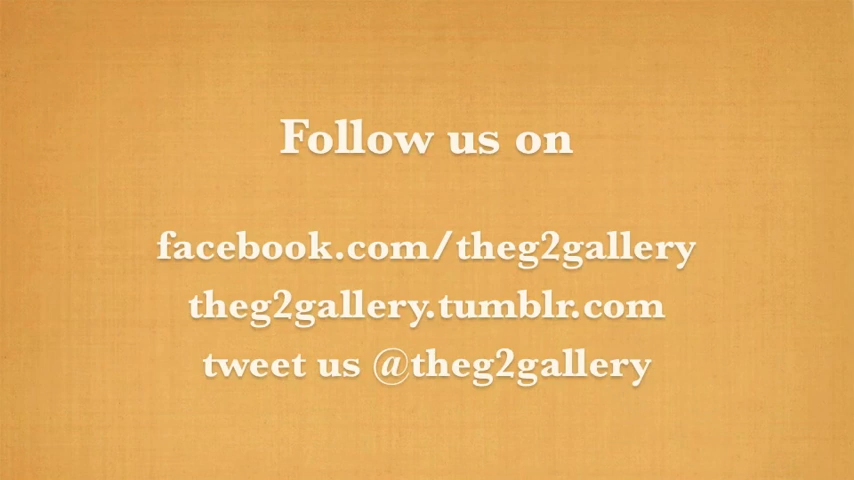 Follow us on
facebook.com/theg2gallery
theg2gallery.tumblr.com
tweet us @theg2gallery